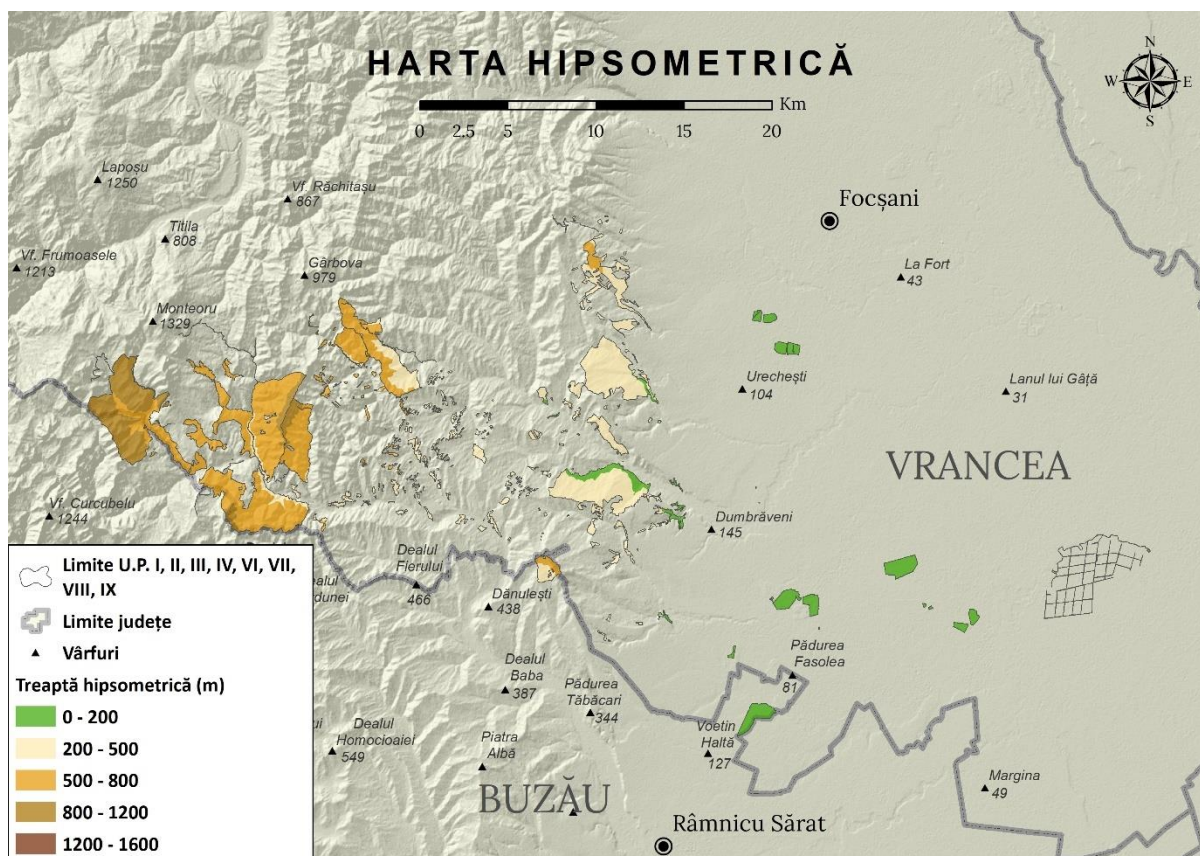 HARTA HIPSOMETRICĂ
N
W
E
S
Km
0
2.5
5
10
15
20
Lapoșu
1250
Vf. Răchitașu
867
Focșani
Titila
808
Vf. Frumoasele
1213
Gârbova
979
La Fort
43
Monteoru
1329
Urechești
104
Lanul lui Gâță
31
VRANCEA
Vf. Curcubelu
1244
Dumbrăveni
145
Dealul
Flerului
466
Dănulești
438
Pădurea
Fasolea
81
Dealul
Baba
387
Pădurea
Tăbăcari
344
Dealul
Homocioaiei
549
Piatra
Albă
Voetin
Haltă
127
BUZĂU
Margina
49
Râmnicu Sărat
Limite U.P. I, II, III, IV, VI, VII,
VIII, IX
Limite județe
Vârfuri
Treaptă hipsometrică (m)
0 - 200
200 - 500
500 - 800
800 - 1200
1200 - 1600